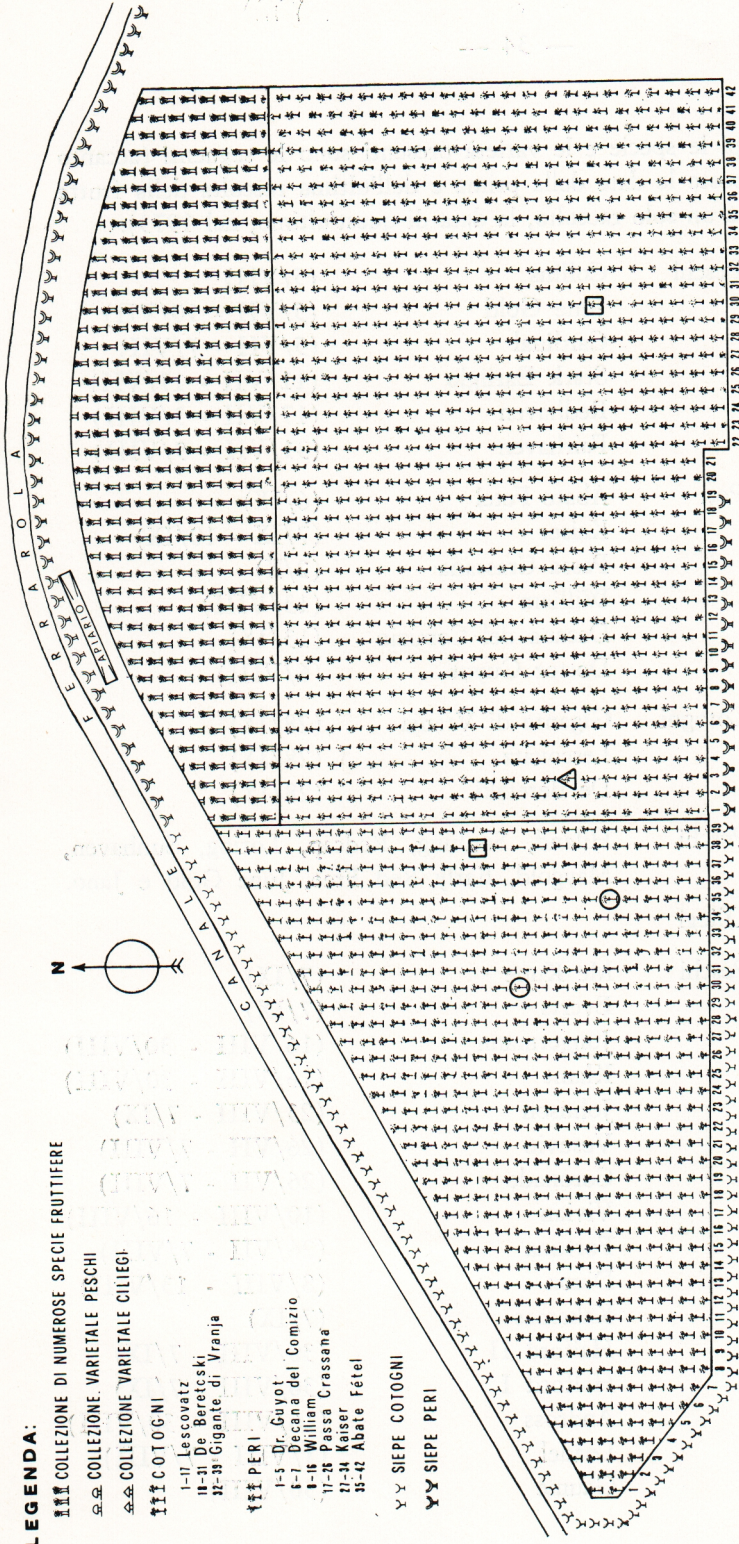 LEGENDA:
COLLEZIONE DI NUMEROSE SPECIE FRUTTIFERE
COLLEZIONE VARIETALE PESCHI
COLLEZIONE VARIETALE CILIEGI
COTOGNI
1-17 Lescovatz
18-31 De Beretcski
32-39 Gigante di Vranja
PERI
1-5 Dr. Guyot
6-7 Decana del Comizio
8-16 William
17-26 Passa Crassana
27-34 Kaiser
35-42 Abate Fétel
SIEPE COTOGNI
SIEPE PERI
N
CANALE FERRAROLA
APIARIO
1 2 3 4 5 6 7 8 9 10 11 12 13 14 15 16 17 18 19 20 21 22 23 24 25 26 27 28 29 30 31 32 33 34 35 36 37 38 39
1 2 3 4 5 6 7 8 9 10 11 12 13 14 15 16 17 18 19 20 21
22 23 24 25 26 27 28 29 30 31 32 33 34 35 36 37 38 39 40 41 42